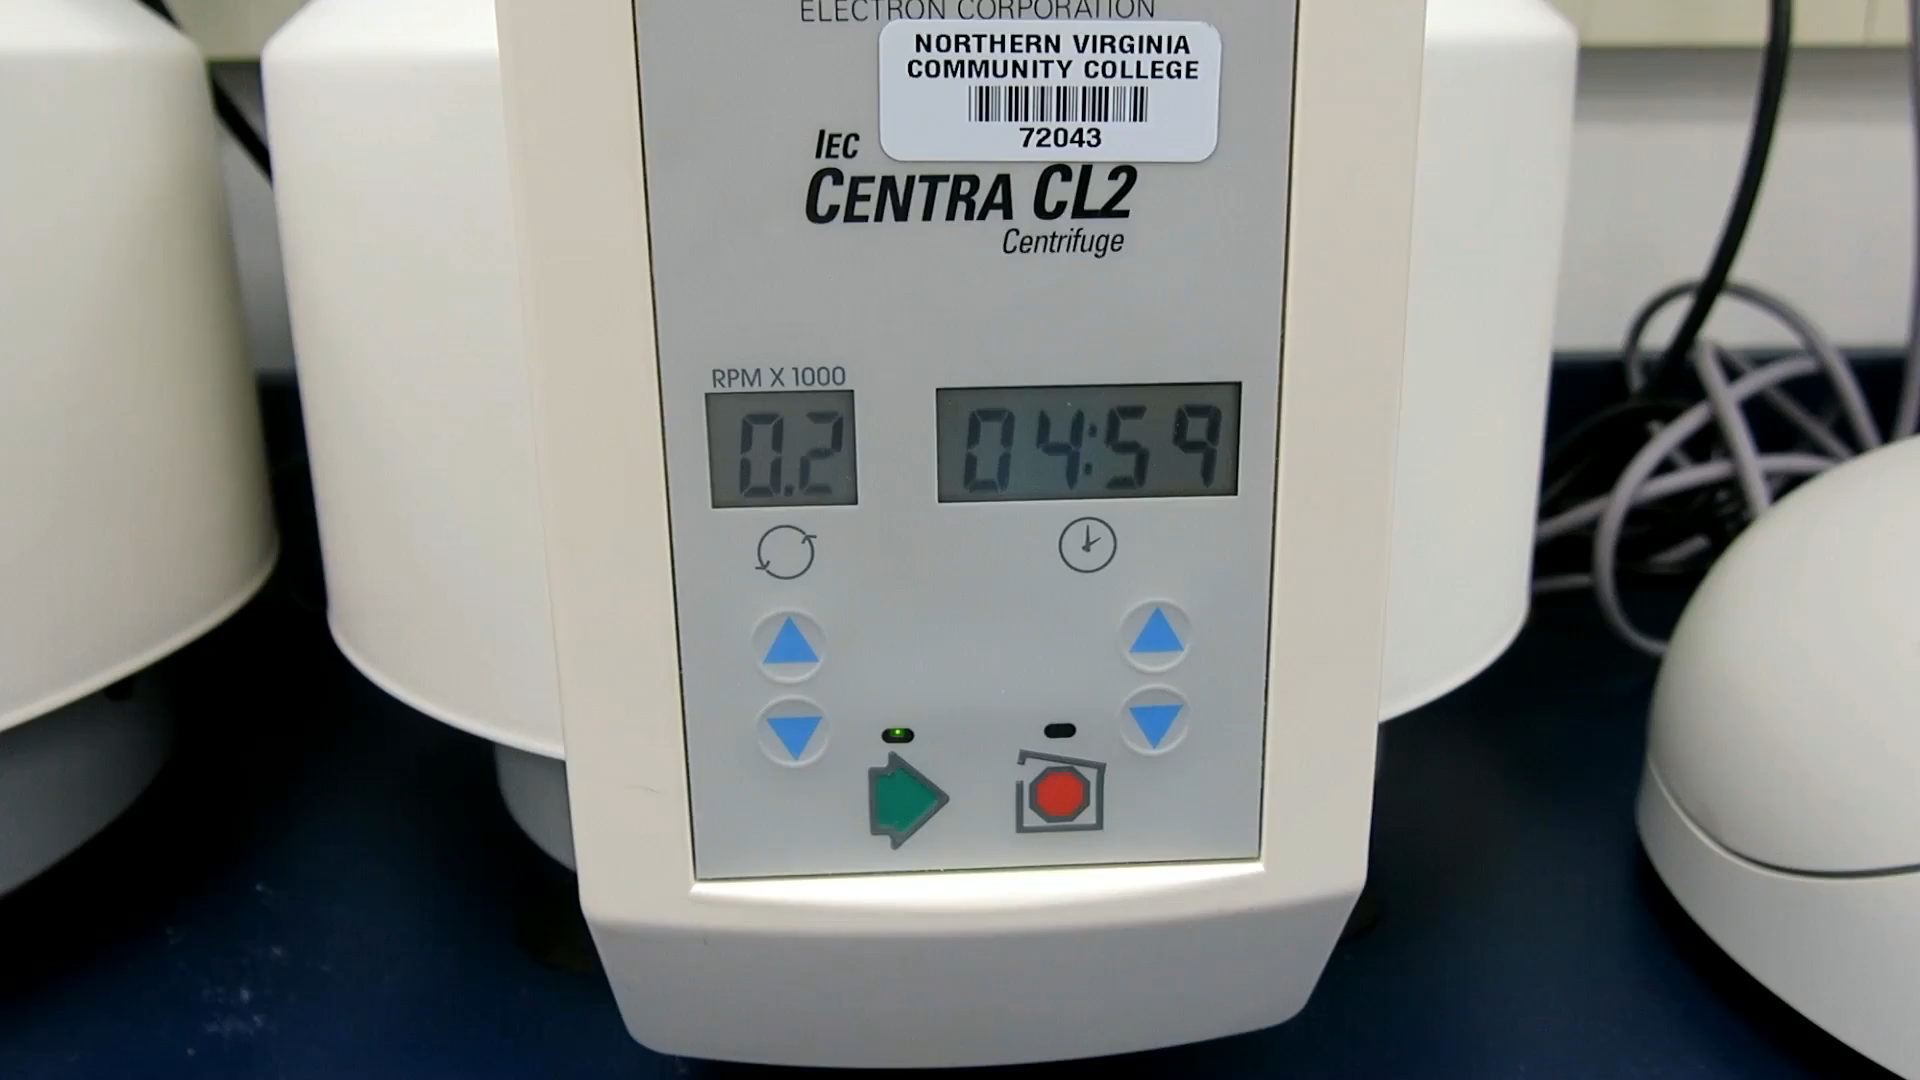 ELECTRON CORPORATION
NORTHERN VIRGINIA
COMMUNITY COLLEGE
72043
IEC
CENTRA CL2
Centrifuge
RPM X 1000
0.2
04:59